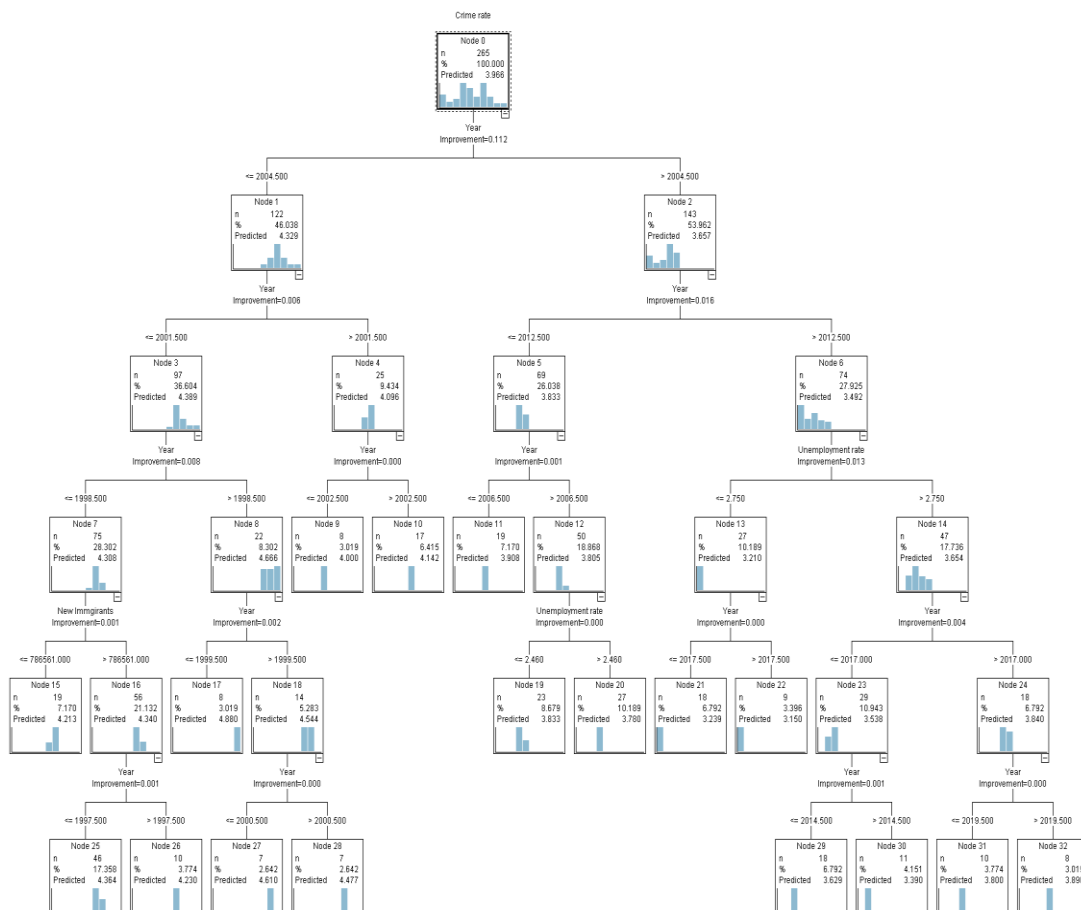 Crime rate
Node 0
n 265
% 100.000
Predicted 3.966
Year
Improvement=0.112
<= 2004.500
> 2004.500
Node 1
n 122
% 46.038
Predicted 4.329
Node 2
n 143
% 53.962
Predicted 3.657
Year
Improvement=0.006
Year
Improvement=0.016
<= 2001.500
> 2001.500
<= 2012.500
> 2012.500
Node 3
n 97
% 36.604
Predicted 4.389
Node 4
n 25
% 9.434
Predicted 4.096
Node 5
n 69
% 26.038
Predicted 3.833
Node 6
n 74
% 27.925
Predicted 3.492
Year
Improvement=0.008
Year
Improvement=0.000
Year
Improvement=0.001
Unemployment rate
Improvement=0.013
<= 1998.500
> 1998.500
<= 2002.500
> 2002.500
<= 2006.500
> 2006.500
<= 2.750
> 2.750
Node 7
n 75
% 28.302
Predicted 4.308
Node 8
n 22
% 8.302
Predicted 4.666
Node 9
n 8
% 3.019
Predicted 4.000
Node 10
n 17
% 6.415
Predicted 4.142
Node 11
n 19
% 7.170
Predicted 3.908
Node 12
n 50
% 18.868
Predicted 3.805
Node 13
n 27
% 10.189
Predicted 3.210
Node 14
n 47
% 17.736
Predicted 3.654
New Immgirants
Improvement=0.001
Year
Improvement=0.002
Unemployment rate
Improvement=0.000
Year
Improvement=0.000
Year
Improvement=0.004
<= 786561.000
> 786561.000
<= 1999.500
> 1999.500
<= 2.460
> 2.460
<= 2017.500
> 2017.500
<= 2017.000
> 2017.000
Node 15
n 19
% 7.170
Predicted 4.213
Node 16
n 56
% 21.132
Predicted 4.340
Node 17
n 8
% 3.019
Predicted 4.880
Node 18
n 14
% 5.283
Predicted 4.544
Node 19
n 23
% 8.679
Predicted 3.833
Node 20
n 27
% 10.189
Predicted 3.780
Node 21
n 18
% 6.792
Predicted 3.239
Node 22
n 9
% 3.396
Predicted 3.150
Node 23
n 29
% 10.943
Predicted 3.538
Node 24
n 18
% 6.792
Predicted 3.840
Year
Improvement=0.001
Year
Improvement=0.000
Year
Improvement=0.001
Year
Improvement=0.000
<= 1997.500
> 1997.500
<= 2000.500
> 2000.500
<= 2014.500
> 2014.500
<= 2019.500
> 2019.500
Node 25
n 46
% 17.358
Predicted 4.364
Node 26
n 10
% 3.774
Predicted 4.230
Node 27
n 7
% 2.642
Predicted 4.610
Node 28
n 7
% 2.642
Predicted 4.477
Node 29
n 18
% 6.792
Predicted 3.629
Node 30
n 11
% 4.151
Predicted 3.390
Node 31
n 10
% 3.774
Predicted 3.800
Node 32
n 8
%
Predicted